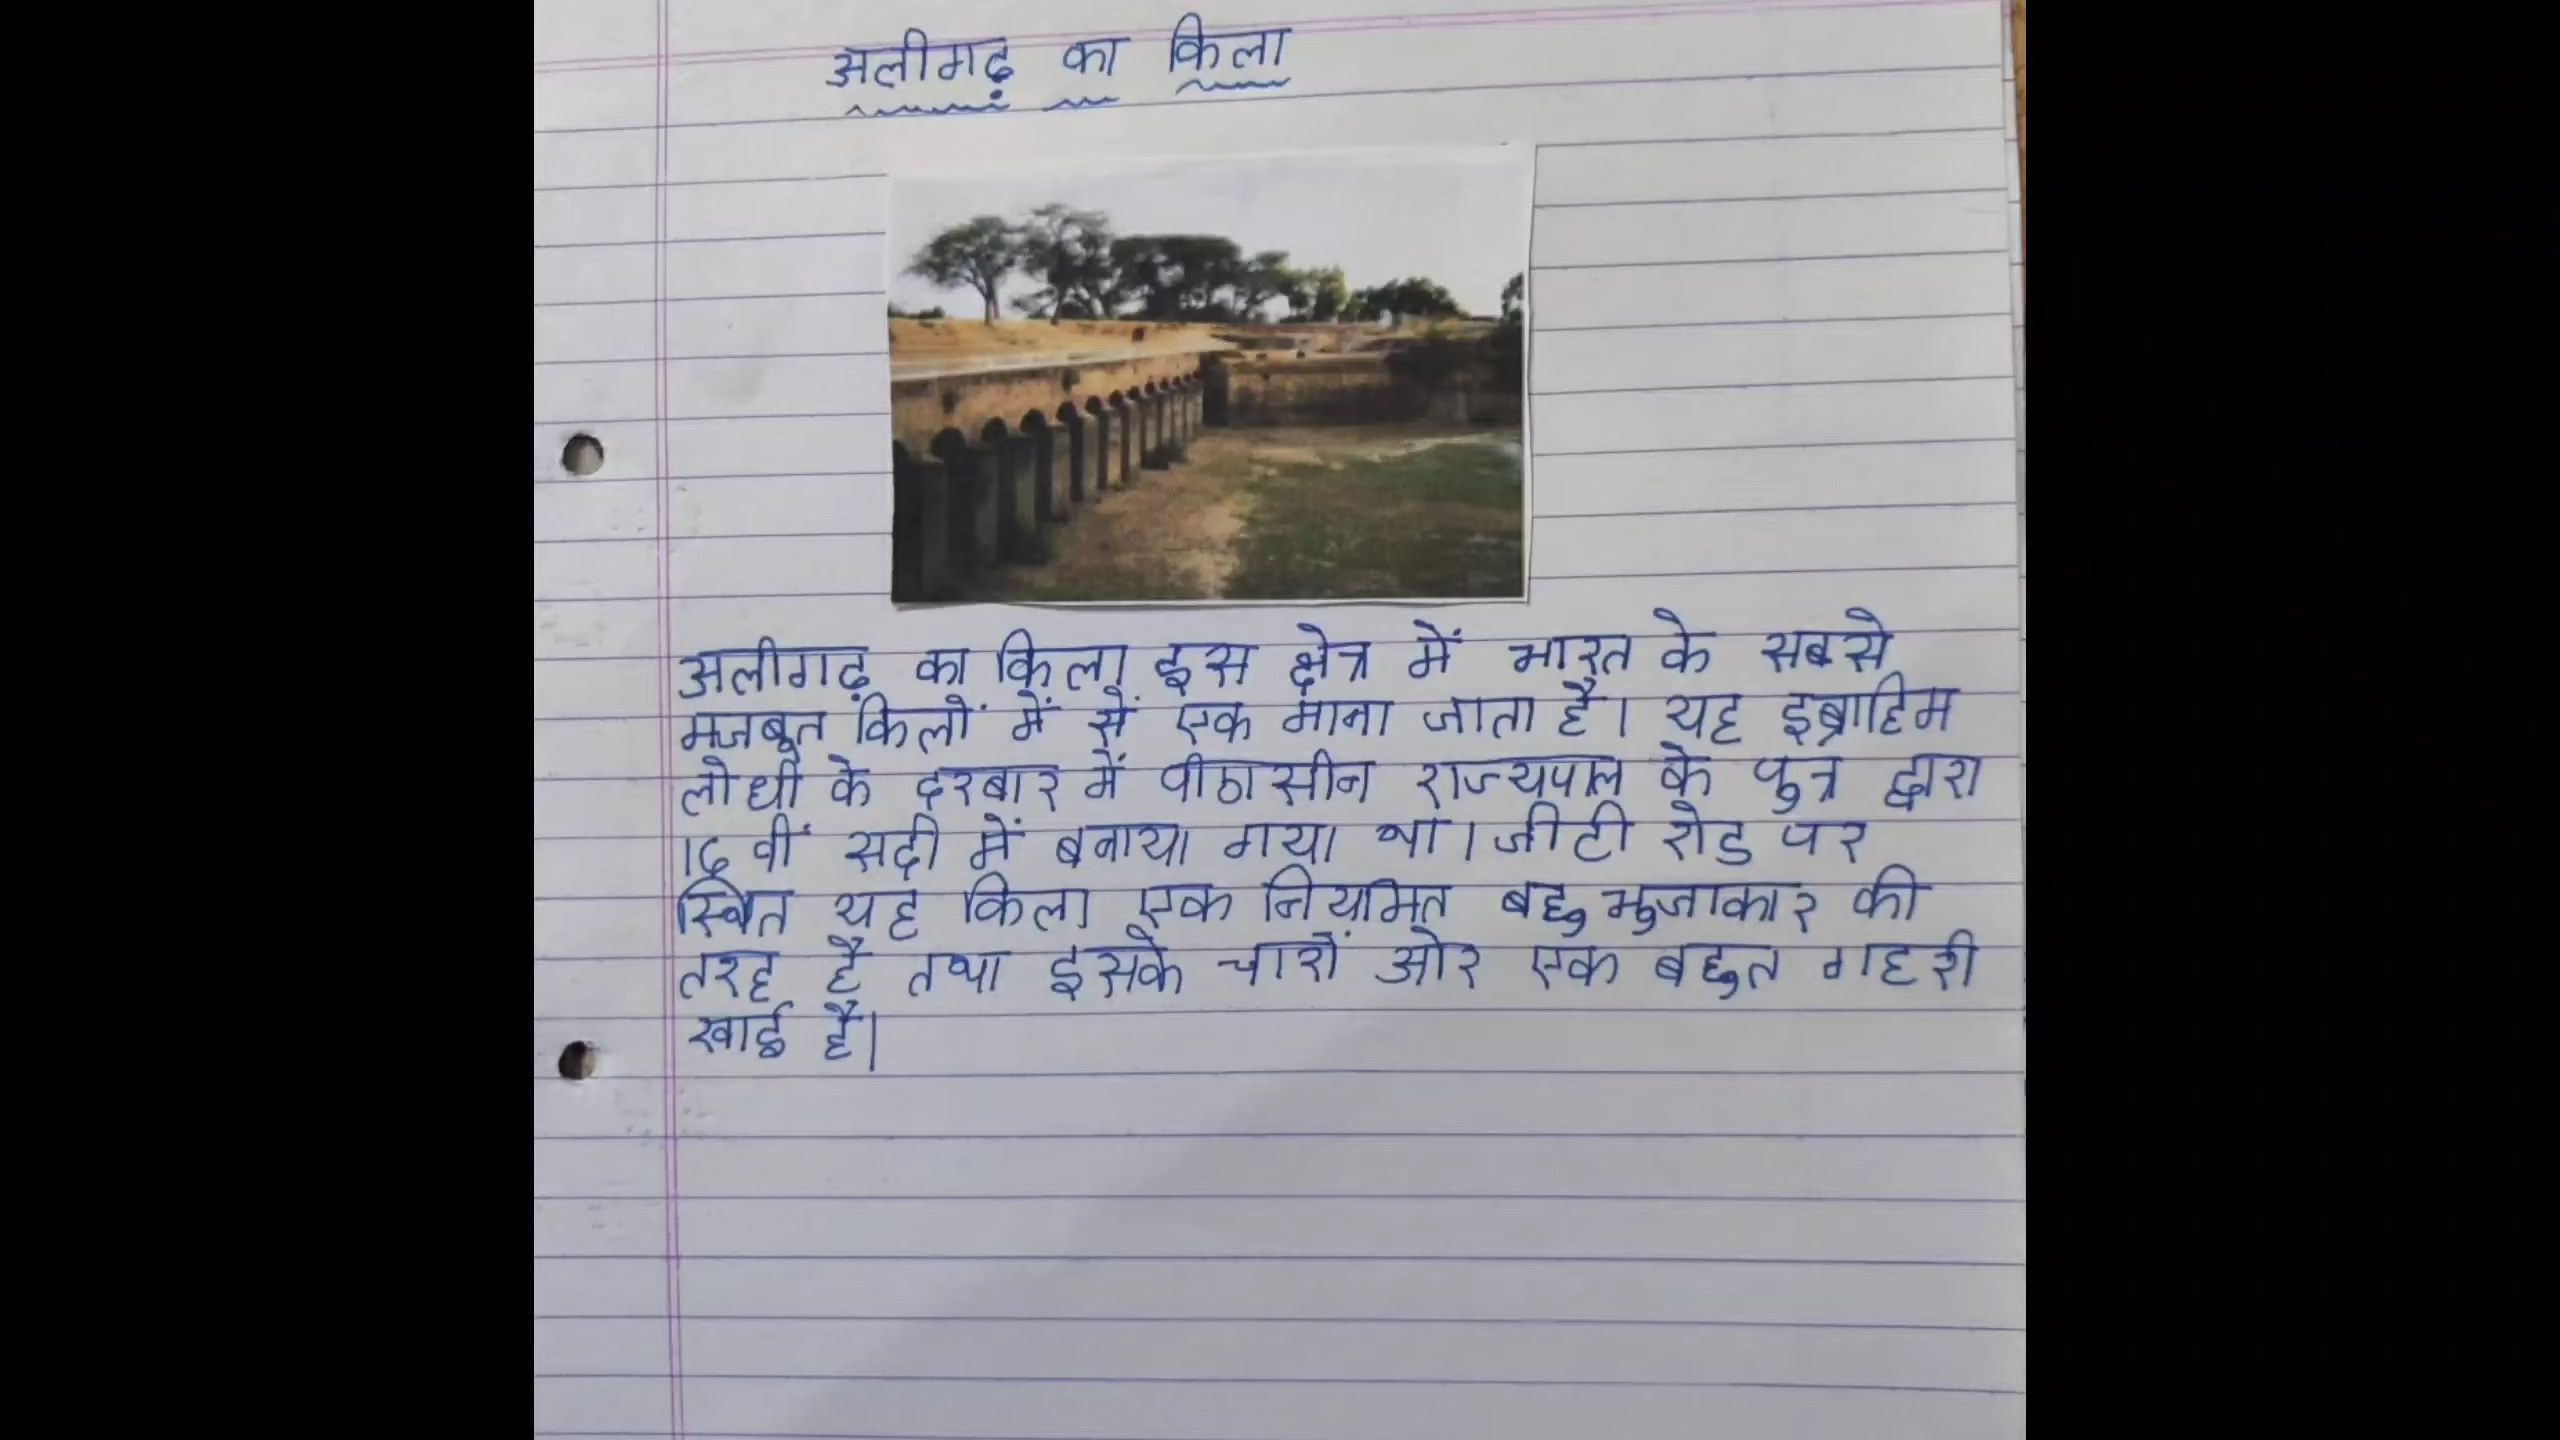 अलीगढ़ का किला
अलीगढ़ का किला इस क्षेत्र में भारत के सबसे
मजबुत किलों में सें एक माना जाता है। यह इब्राहिम
लोधी के दरबार में पीठासीन राज्यपाल के पुत्र द्वारा
16 वीं सदी में बनाया गया था। जीटी रोड पर
स्थित यह किला एक नियमित बहुभुजाकार की
तरह है तथा इसके चारों ओर एक बहुत गहरी
खाई है।